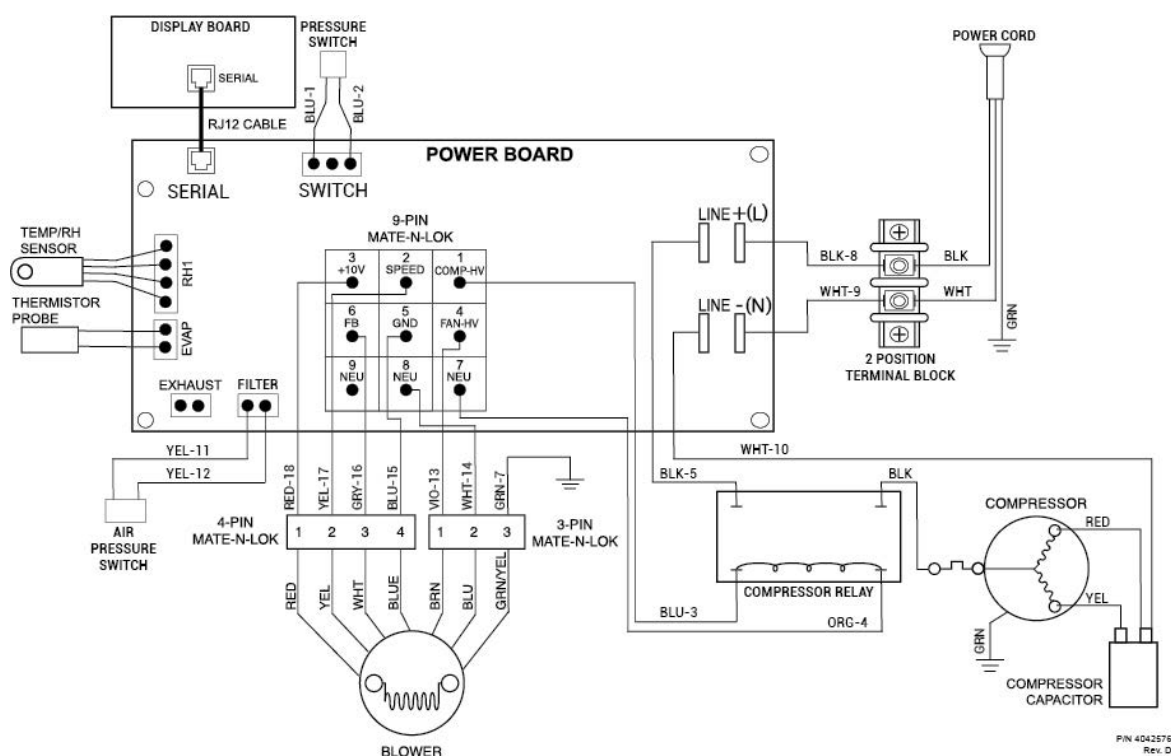 DISPLAY BOARD
SERIAL
RJ12 CABLE
PRESSURE
SWITCH
BLU-1
BLU-2
POWER CORD
POWER BOARD
SERIAL
SWITCH
9-PIN
MATE-N-LOK
3
+10V
2
SPEED
1
COMP-HV
6
FB
5
GND
4
FAN-HV
9
NEU
8
NEU
7
NEU
LINE +(L)
LINE -(N)
BLK-8
BLK
WHT-9
WHT
GRN
2 POSITION
TERMINAL BLOCK
TEMP/RH
SENSOR
RH1
THERMISTOR
PROBE
EVAP
EXHAUST
FILTER
YEL-11
YEL-12
AIR
PRESSURE
SWITCH
RED-18
YEL-17
GRY-16
BLU-15
VIO-13
WHT-14
GRN-7
4-PIN
MATE-N-LOK
1 2 3 4
1 2 3
3-PIN
MATE-N-LOK
RED
YEL
WHT
BLUE
BRN
BLU
GRN/YEL
BLOWER
WHT-10
BLK-5
BLK
COMPRESSOR RELAY
BLU-3
ORG-4
COMPRESSOR
RED
YEL
GRN
COMPRESSOR
CAPACITOR
P/N 4042576
Rev. D